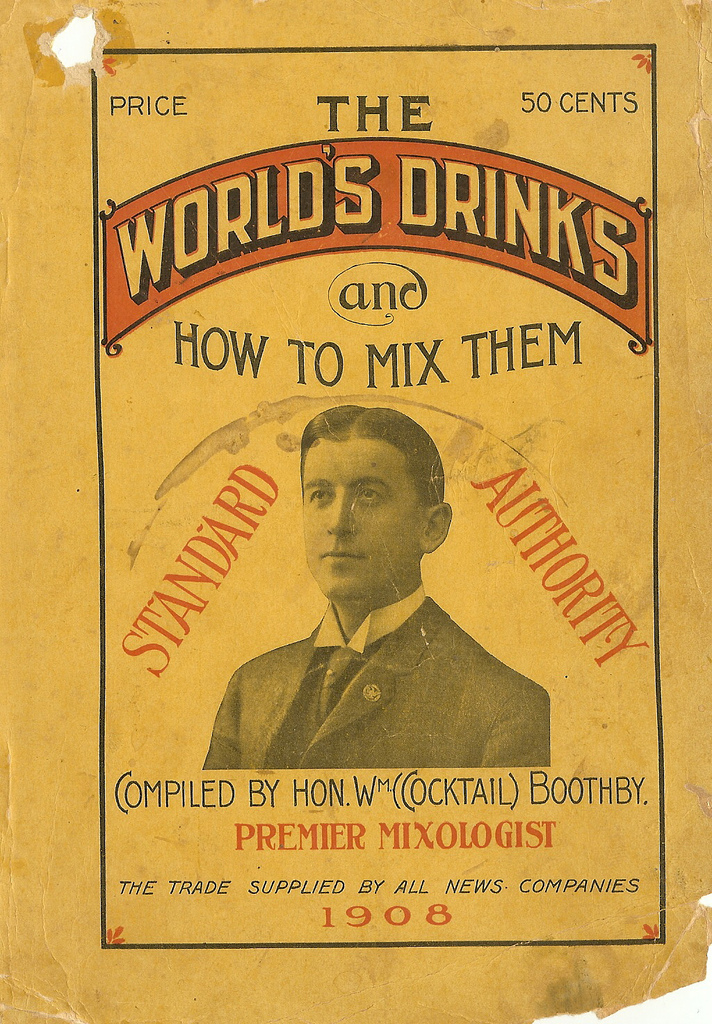 PRICE THE 50 CENTS
WORLD'S DRINKS
and
HOW TO MIX THEM
STANDARD AUTHORITY
COMPILED BY HON. WM. (COCKTAIL) BOOTHBY.
PREMIER MIXOLOGIST
THE TRADE SUPPLIED BY ALL NEWS COMPANIES
1908